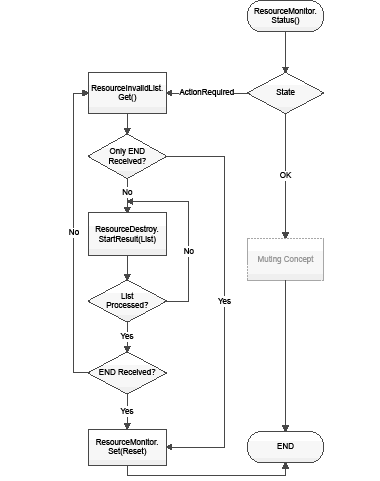 ResourceMonitor.
Status()
State
ActionRequired
ResourceInvalidList.
Get()
Only END
Received?
No
OK
ResourceDestroy.
StartResult(List)
No
No
Muting Concept
List
Processed?
Yes
Yes
END Received?
Yes
ResourceMonitor.
Set(Reset)
END